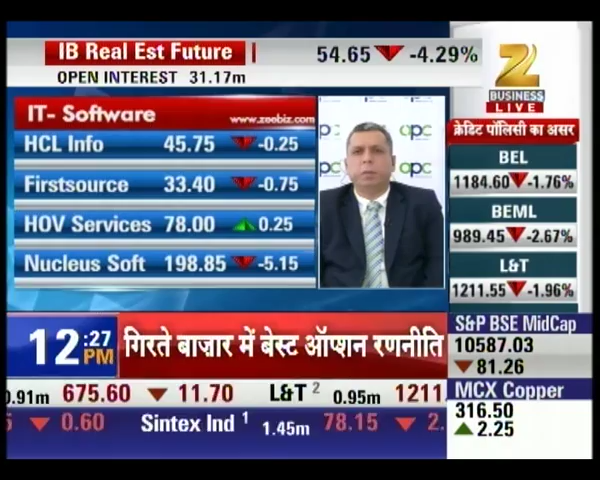 IB Real Est Future
54.65 -4.29%
OPEN INTEREST 31.17m
Z
BUSINESS
LIVE
IT- Software
www.zeebiz.com
HCL Info 45.75 -0.25
Firstsource 33.40 -0.75
HOV Services 78.00 0.25
Nucleus Soft 198.85 -5.15
opc
क्रेडिट पॉलिसी का असर
BEL
1184.60 -1.76%
BEML
989.45 -2.67%
L&T
1211.55 -1.96%
12:27
PM
गिरते बाज़ार में बेस्ट ऑप्शन रणनीति
S&P BSE MidCap
10587.03
81.26
MCX Copper
316.50
2.25
0.91m 675.60 11.70 L&T 2 0.95m 1211
0.60 Sintex Ind 1 1.45m 78.15 2.